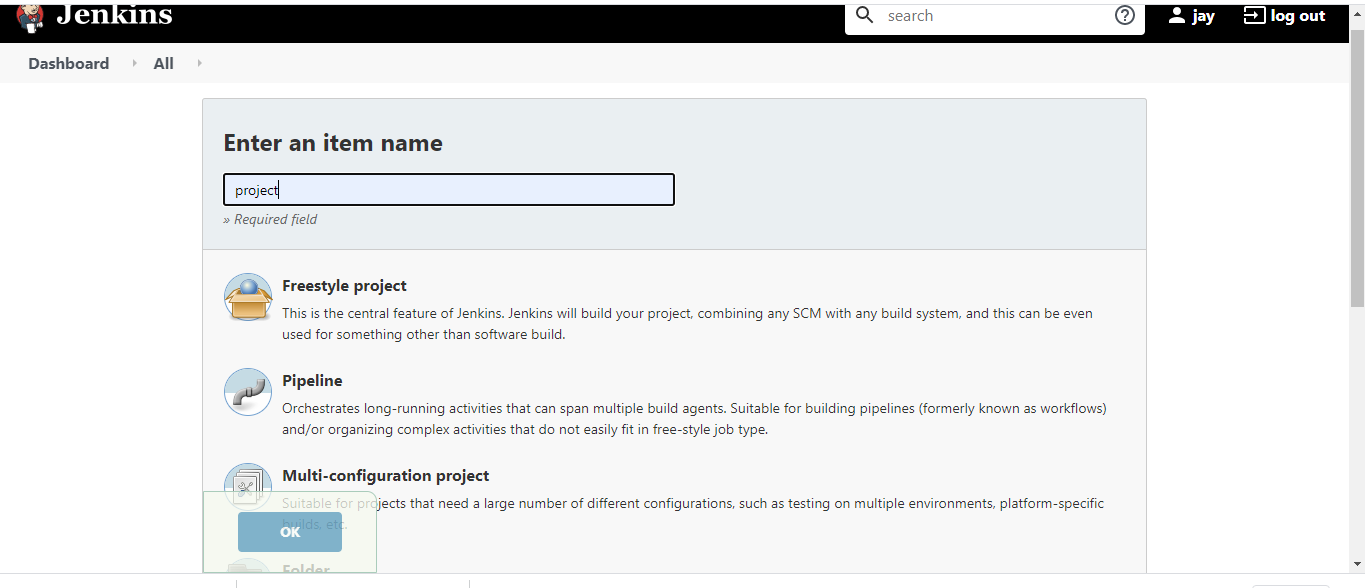 Jenkins
search
jay
log out
Dashboard
All
Enter an item name
project
» Required field
Freestyle project
This is the central feature of Jenkins. Jenkins will build your project, combining any SCM with any build system, and this can be even
used for something other than software build.
Pipeline
Orchestrates long-running activities that can span multiple build agents. Suitable for building pipelines (formerly known as workflows)
and/or organizing complex activities that do not easily fit in free-style job type.
Multi-configuration project
Suitable for projects that need a large number of different configurations, such as testing on multiple environments, platform-specific
builds, etc.
OK
Folder